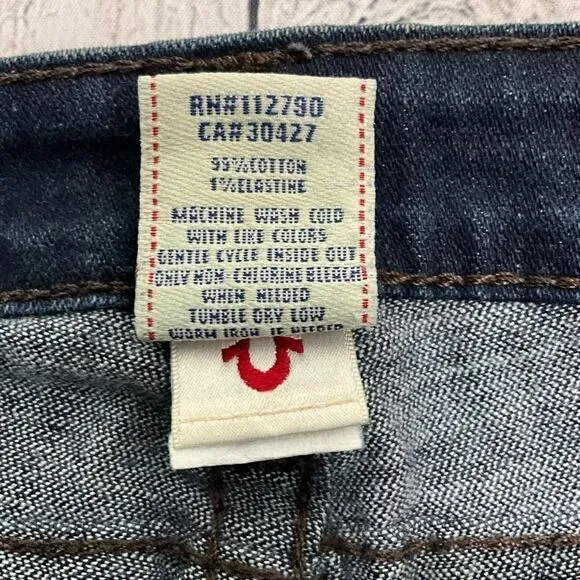 RN#112790
CA#30427
99%COTTON
1%ELASTINE
MACHINE WASH COLD
WITH LIKE COLORS
GENTLE CYCLE INSIDE OUT
ONLY NON-CHLORINE BLEACH
WHEN NEEDED
TUMBLE DRY LOW
WARM IRON IF NEEDED